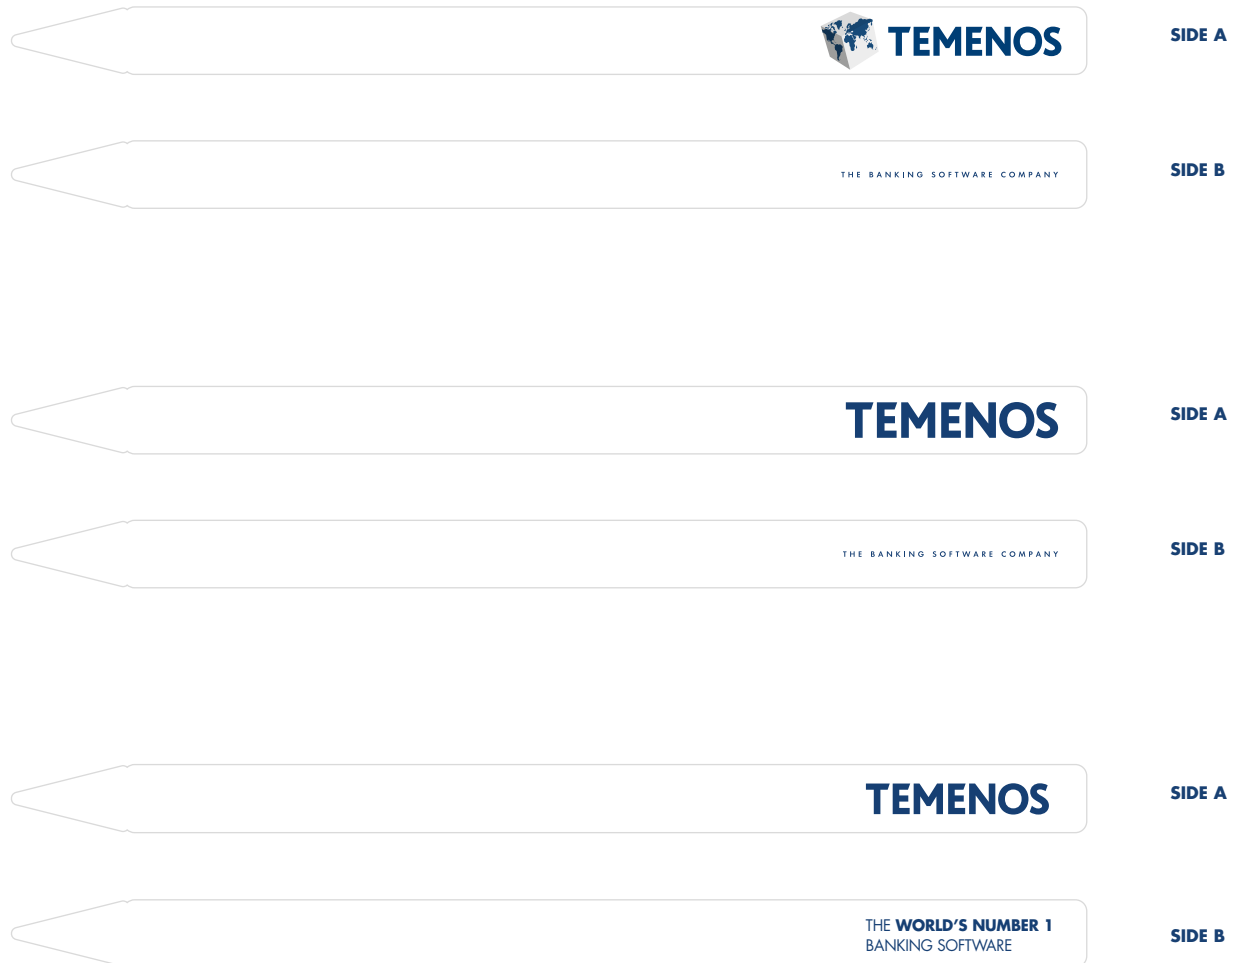 TEMENOS SIDE A
THE BANKING SOFTWARE COMPANY SIDE B
TEMENOS SIDE A
THE BANKING SOFTWARE COMPANY SIDE B
TEMENOS SIDE A
THE WORLD'S NUMBER 1
BANKING SOFTWARE
SIDE B